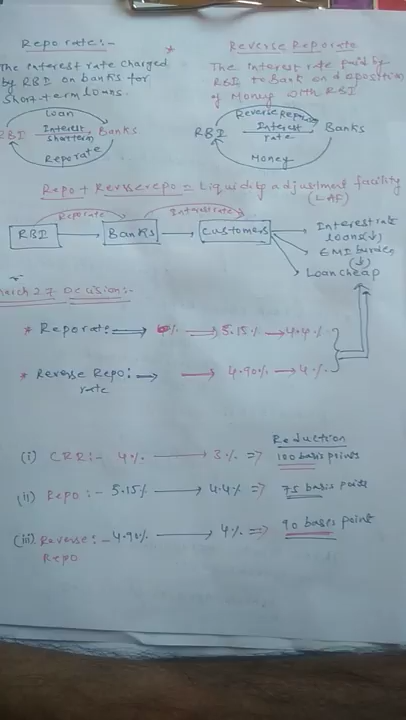 Repo rate:-
The interest rate charged
by RBI on banks for
Short-term loans.
Loan
RBI Interest Banks
Short term
Repo rate
*
Reverse Repo rate
The interest rate paid by
RBI to Bank on deposition
of Money with RBI
Reverse Repo rate
RBI Interest Banks
rate
Money
Repo + Reverse repo = Liquidity adjustment facility
(LAF)
Repo rate
Interest rate
RBI
Banks
Customers
Interest rate
loans (↓)
EMI burden
(↓)
Loan cheap
March 27 Decision:-
* Repo rate: → 6% → 5.15% → 4.4%
* Reverse Repo: → → 4.90% → 4%
rate
Reduction
(i) CRR:- 4% → 3% => 100 basis points
(ii) Repo:- 5.15% → 4.4% => 75 basis points
(iii) Reverse:- 4.90% → 4% => 90 basis point
Repo